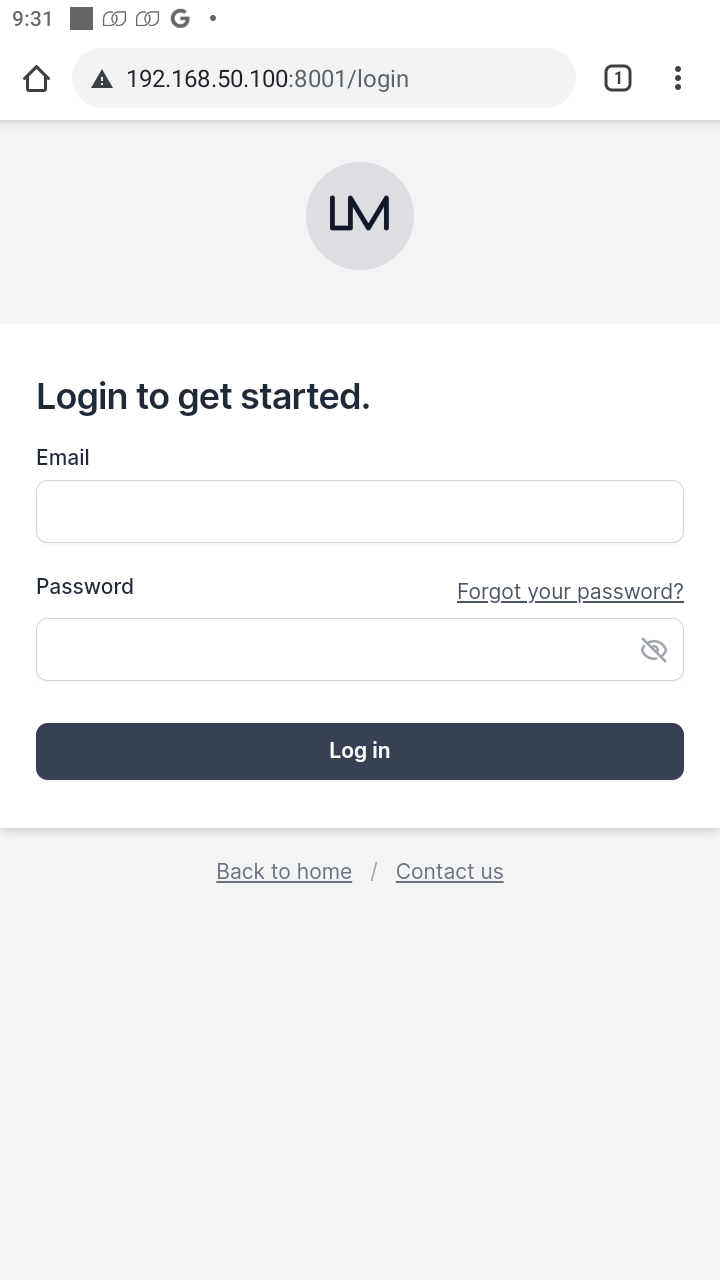 9:31 G
192.168.50.100:8001/login 1
LM
Login to get started.
Email
Password
Forgot your password?
Log in
Back to home / Contact us